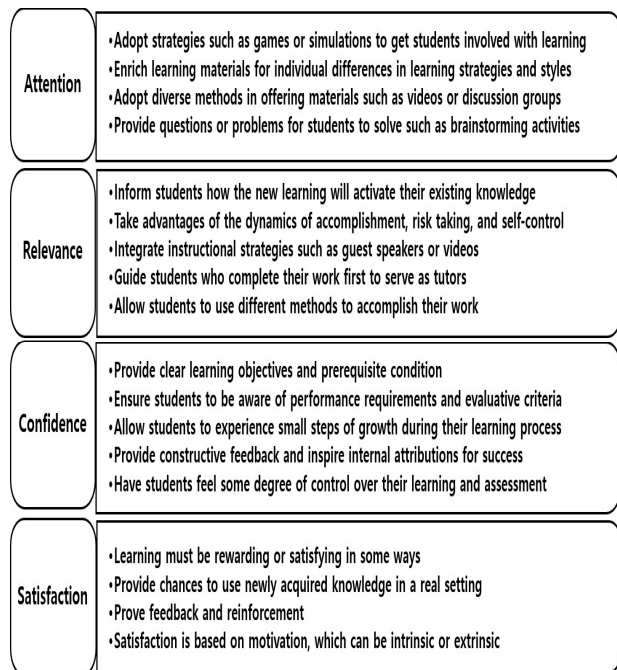 Attention
•Adopt strategies such as games or simulations to get students involved with learning
•Enrich learning materials for individual differences in learning strategies and styles
•Adopt diverse methods in offering materials such as videos or discussion groups
•Provide questions or problems for students to solve such as brainstorming activities
Relevance
•Inform students how the new learning will activate their existing knowledge
•Take advantages of the dynamics of accomplishment, risk taking, and self-control
•Integrate instructional strategies such as guest speakers or videos
•Guide students who complete their work first to serve as tutors
•Allow students to use different methods to accomplish their work
Confidence
•Provide clear learning objectives and prerequisite condition
•Ensure students to be aware of performance requirements and evaluative criteria
•Allow students to experience small steps of growth during their learning process
•Provide constructive feedback and inspire internal attributions for success
•Have students feel some degree of control over their learning and assessment
Satisfaction
•Learning must be rewarding or satisfying in some ways
•Provide chances to use newly acquired knowledge in a real setting
•Prove feedback and reinforcement
•Satisfaction is based on motivation, which can be intrinsic or extrinsic